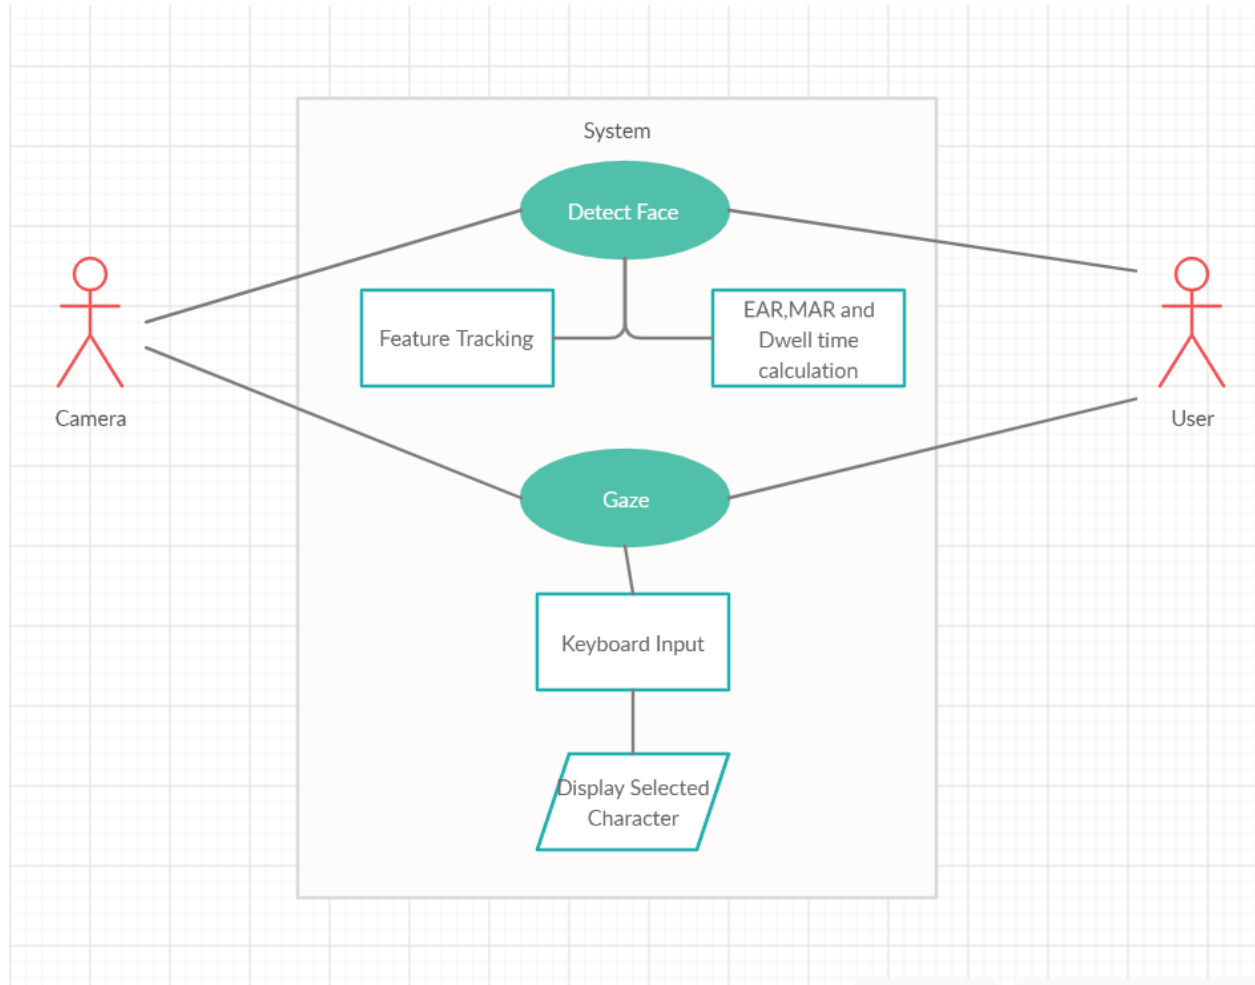 System
Detect Face
Feature Tracking
EAR,MAR and
Dwell time
calculation
Camera
User
Gaze
Keyboard Input
Display Selected
Character